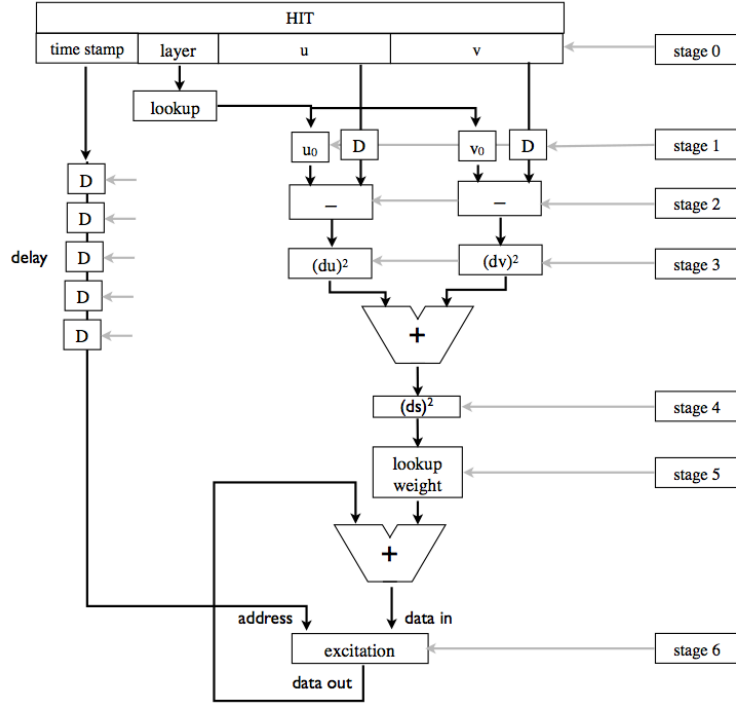 HIT
time stamp layer u v stage 0
lookup
u₀ D v₀ D stage 1
D
– – stage 2
D
delay D (du)² (dv)² stage 3
D
D
+
(ds)² stage 4
lookup
weight
stage 5
+
address data in
excitation stage 6
data out